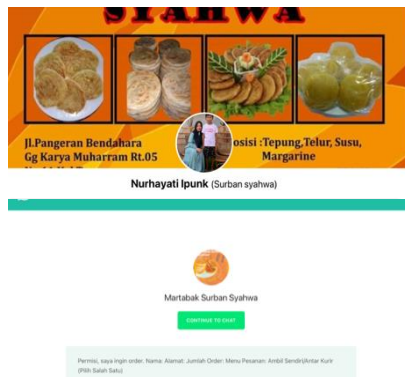 SYAHWA
Jl.Pangeran Bendahara
Gg Karya Muharram Rt.05
osisi :Tepung,Telur, Susu,
Margarine
Nurhayati Ipunk (Surban syahwa)
Martabak Surban Syahwa
CONTINUE TO CHAT
Permisi, saya ingin order. Nama: Alamat: Jumlah Order: Menu Pesanan: Ambil Sendiri/Antar Kurir
(Pilih Salah Satu)